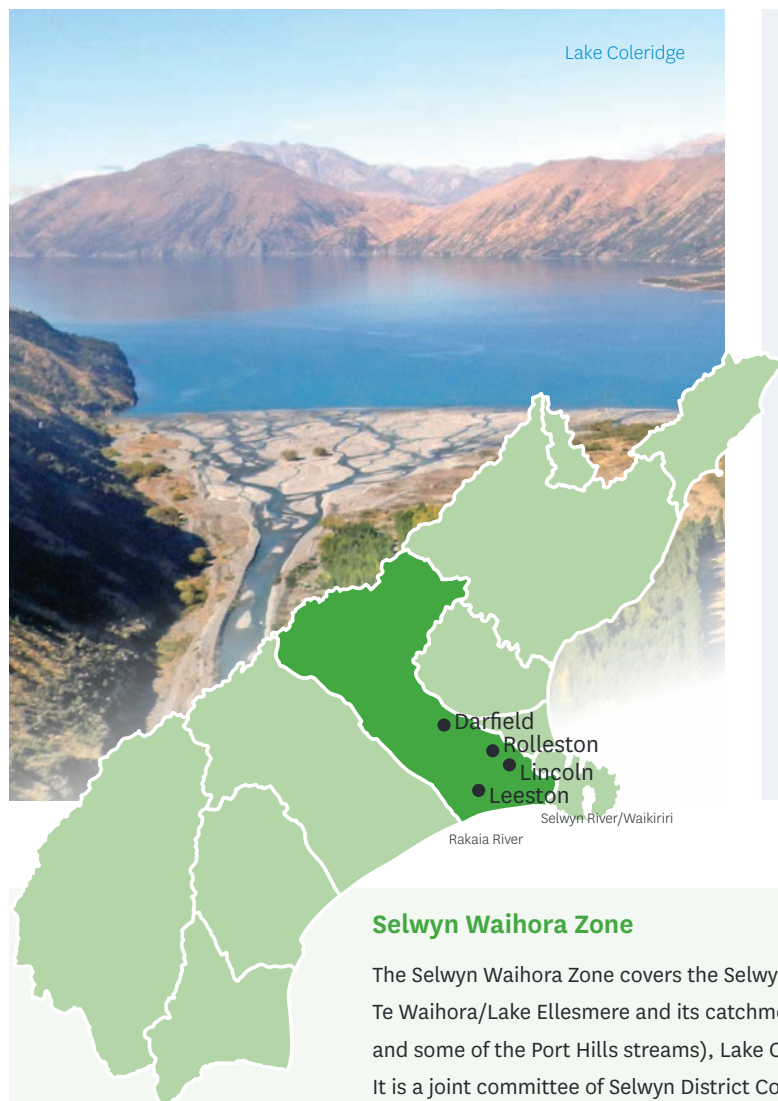 Lake Coleridge
Darfield
Rolleston
Lincoln
Leeston
Selwyn River/Waikiriri
Rakaia River
Selwyn Waihora Zone
The Selwyn Waihora Zone covers the Selwy
Te Waihora/Lake Ellesmere and its catchme
and some of the Port Hills streams), Lake C
It is a joint committee of Selwyn District Co